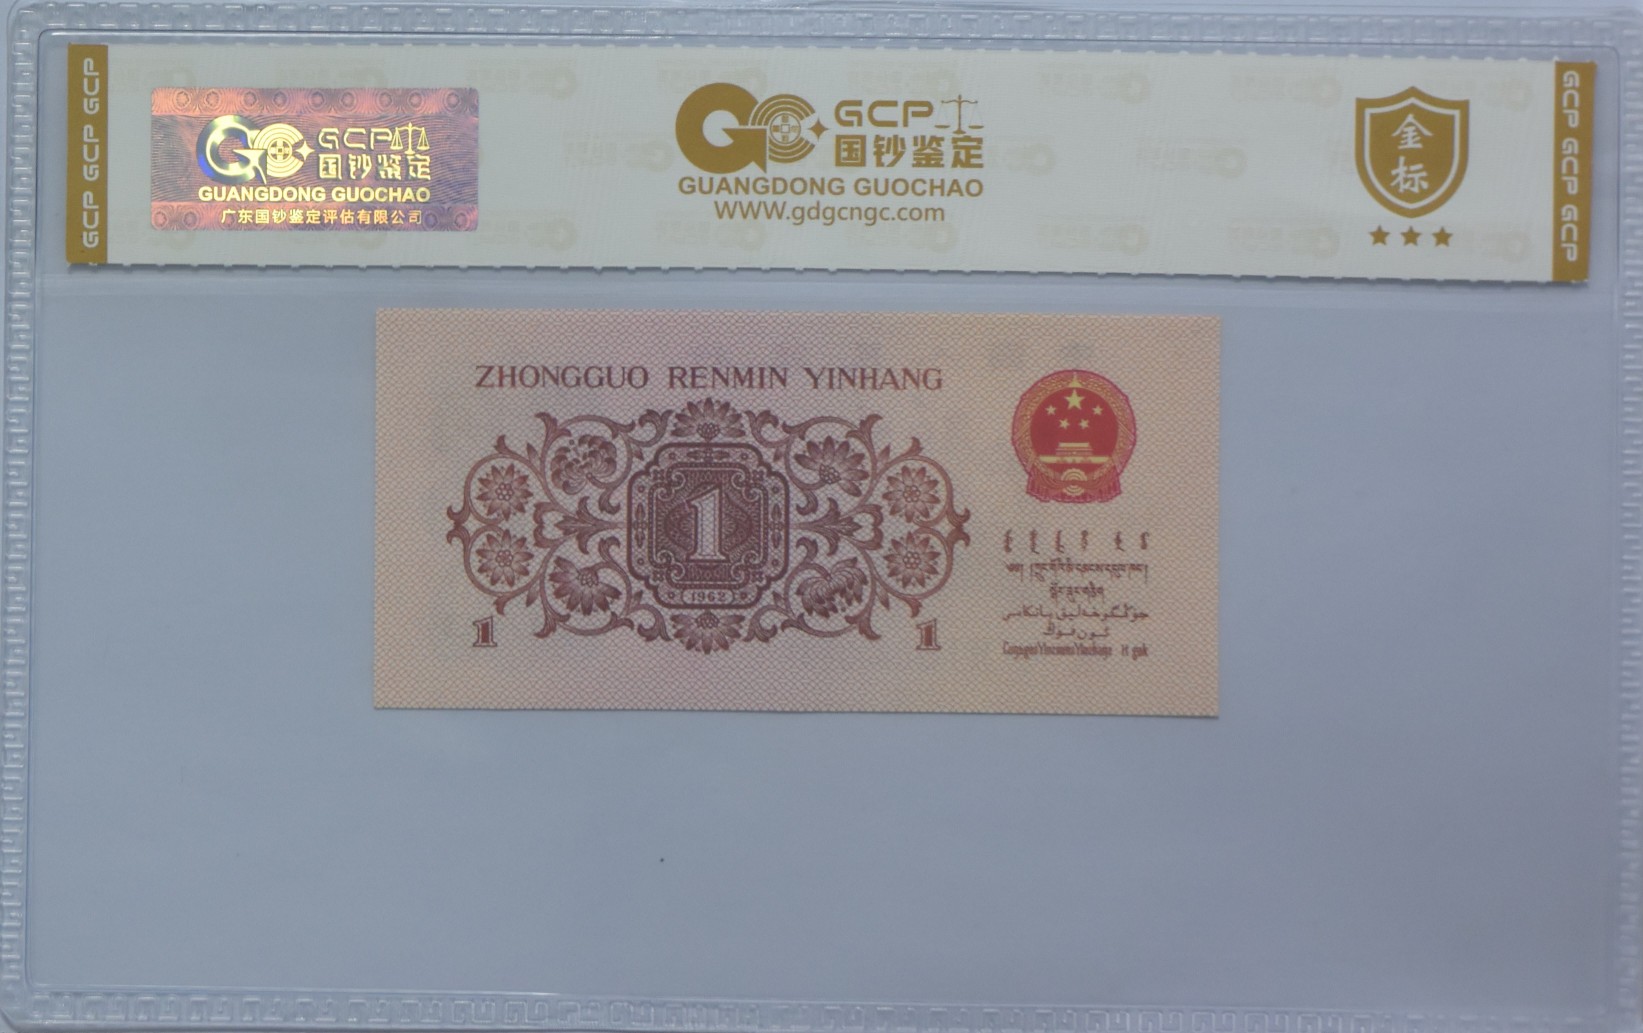 GCP GCP GCP
GCP
国钞鉴定
GUANGDONG GUOCHAO
广东国钞鉴定评估有限公司
GCP
国钞鉴定
GUANGDONG GUOCHAO
WWW.gdgcngc.com
金
标
GCP GCP GCP
ZHONGGUO RENMIN YINHANG
1
1962
1
1